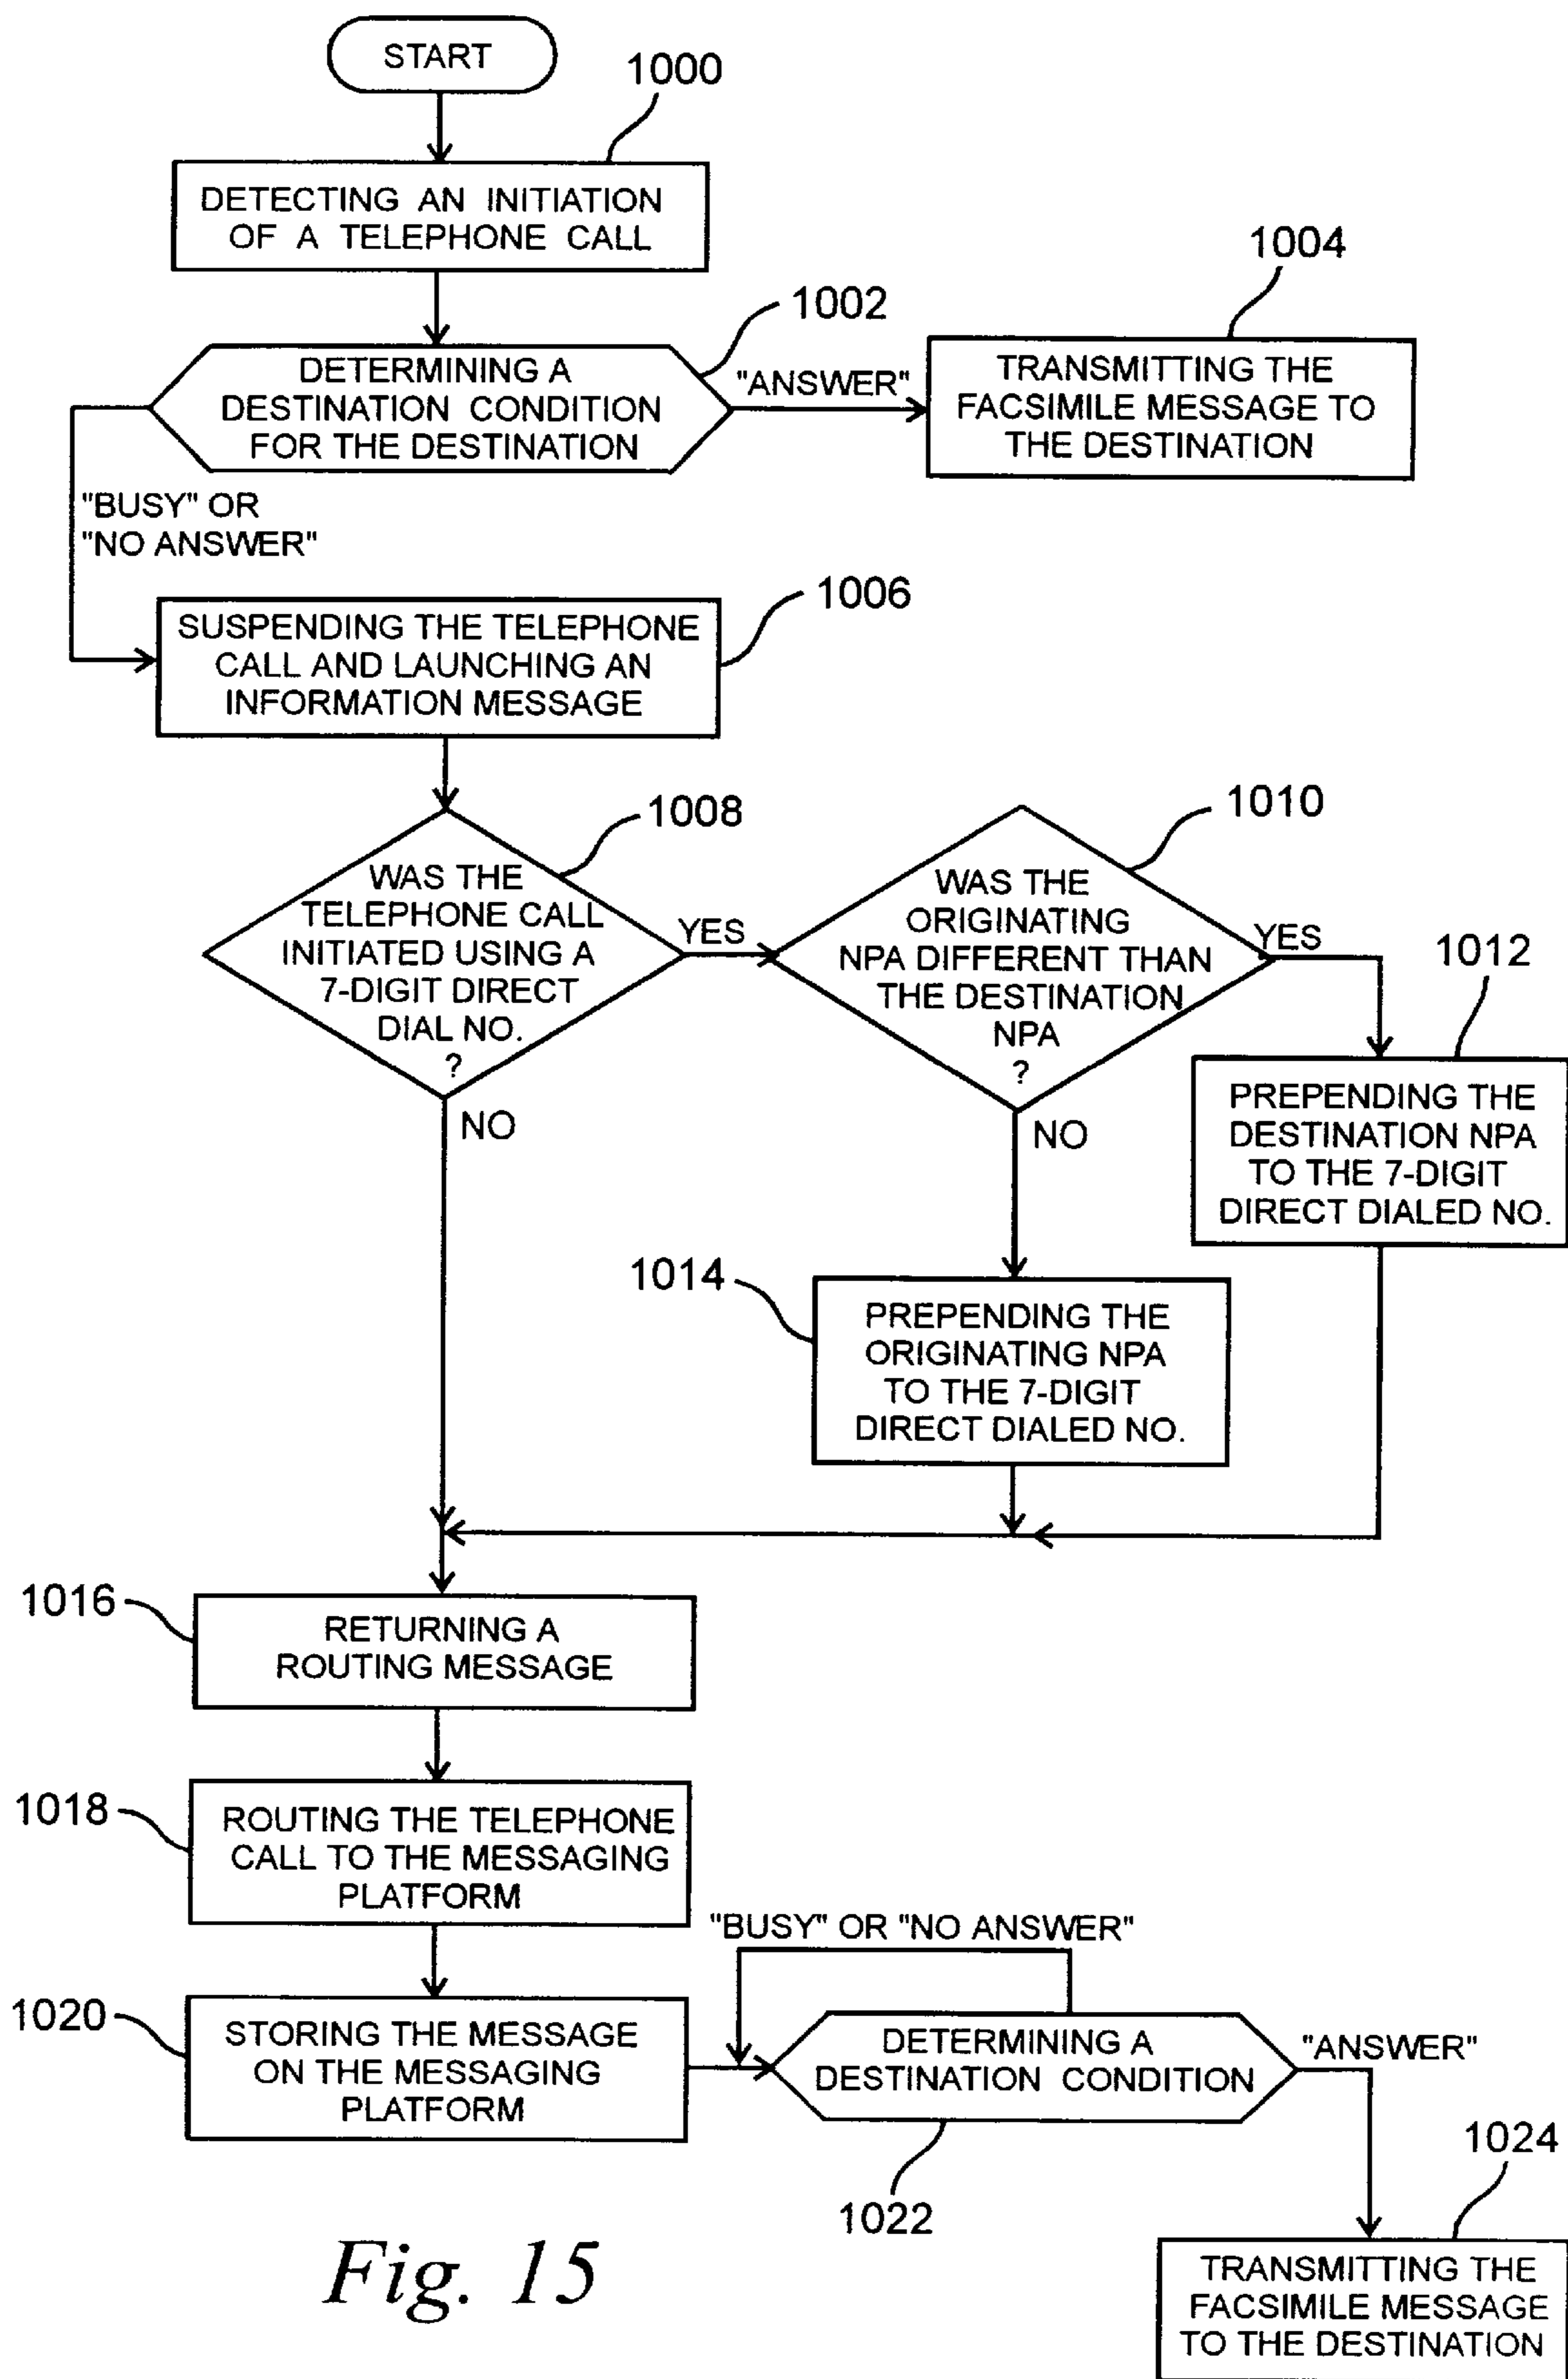 START
1000
DETECTING AN INITIATION
OF A TELEPHONE CALL
1004
1002
DETERMINING A
DESTINATION CONDITION
FOR THE DESTINATION
"ANSWER"
TRANSMITTING THE
FACSIMILE MESSAGE TO
THE DESTINATION
"BUSY" OR
"NO ANSWER"
1006
SUSPENDING THE TELEPHONE
CALL AND LAUNCHING AN
INFORMATION MESSAGE
1008
WAS THE
TELEPHONE CALL
INITIATED USING A
7-DIGIT DIRECT
DIAL NO.
?
YES
NO
1010
WAS THE
ORIGINATING
NPA DIFFERENT THAN
THE DESTINATION
NPA
?
YES
NO
1012
PREPENDING THE
DESTINATION NPA
TO THE 7-DIGIT
DIRECT DIALED NO.
1014
PREPENDING THE
ORIGINATING NPA
TO THE 7-DIGIT
DIRECT DIALED NO.
1016
RETURNING A
ROUTING MESSAGE
1018
ROUTING THE TELEPHONE
CALL TO THE MESSAGING
PLATFORM
"BUSY" OR "NO ANSWER"
1020
STORING THE MESSAGE
ON THE MESSAGING
PLATFORM
DETERMINING A
DESTINATION CONDITION
"ANSWER"
1022
1024
TRANSMITTING THE
FACSIMILE MESSAGE
TO THE DESTINATION
Fig. 15